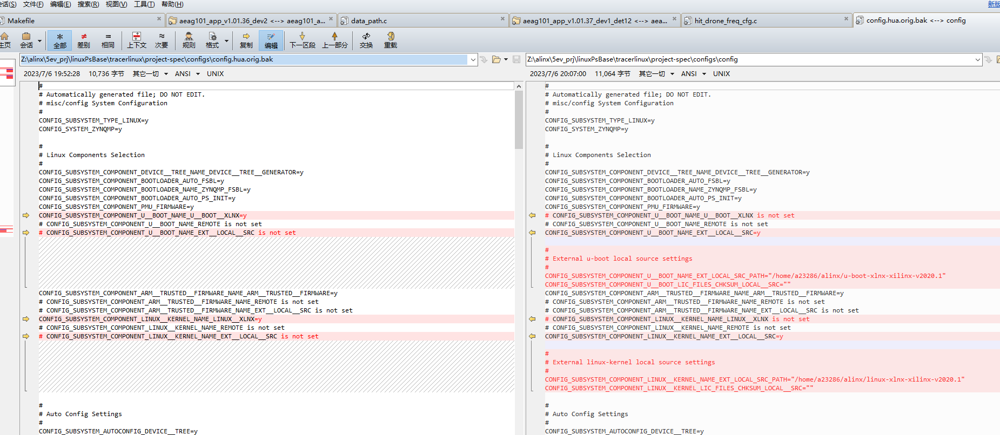 会话(S) 文件(F) 编辑(E) 搜索(R) 视图(V) 工具(T) 帮助(H) 新版
Makefile
aeag101_app_v1.01.36_dev2 <--> aeag101_a...
data_path.c
aeag101_app_v1.01.37_dev1_det12 <--> aea...
hit_drone_freq_cfg.c
config.hua.orig.bak <--> config
主页 会话 全部 差别 相同 上下文 次要 规则 格式 复制 编辑 下一区段 上一部分 交换 重载
Z:\alinx\5ev_prj\linuxPsBase\tracerlinux\project-spec\configs\config.hua.orig.bak
2023/7/6 19:52:28 10,736 字节 其它一切 ANSI UNIX
#
# Automatically generated file; DO NOT EDIT.
# misc/config System Configuration
#
CONFIG_SUBSYSTEM_TYPE_LINUX=y
CONFIG_SYSTEM_ZYNQMP=y
#
# Linux Components Selection
#
CONFIG_SUBSYSTEM_COMPONENT_DEVICE__TREE_NAME_DEVICE__TREE__GENERATOR=y
CONFIG_SUBSYSTEM_COMPONENT_BOOTLOADER_AUTO_FSBL=y
CONFIG_SUBSYSTEM_COMPONENT_BOOTLOADER_NAME_ZYNQMP_FSBL=y
CONFIG_SUBSYSTEM_COMPONENT_BOOTLOADER_AUTO_PS_INIT=y
CONFIG_SUBSYSTEM_COMPONENT_PMU_FIRMWARE=y
CONFIG_SUBSYSTEM_COMPONENT_U__BOOT_NAME_U__BOOT__XLNX=y
# CONFIG_SUBSYSTEM_COMPONENT_U__BOOT_NAME_REMOTE is not set
# CONFIG_SUBSYSTEM_COMPONENT_U__BOOT_NAME_EXT__LOCAL__SRC is not set
CONFIG_SUBSYSTEM_COMPONENT_ARM__TRUSTED__FIRMWARE_NAME_ARM__TRUSTED__FIRMWARE=y
# CONFIG_SUBSYSTEM_COMPONENT_ARM__TRUSTED__FIRMWARE_NAME_REMOTE is not set
# CONFIG_SUBSYSTEM_COMPONENT_ARM__TRUSTED__FIRMWARE_NAME_EXT__LOCAL__SRC is not set
CONFIG_SUBSYSTEM_COMPONENT_LINUX__KERNEL_NAME_LINUX__XLNX=y
# CONFIG_SUBSYSTEM_COMPONENT_LINUX__KERNEL_NAME_REMOTE is not set
# CONFIG_SUBSYSTEM_COMPONENT_LINUX__KERNEL_NAME_EXT__LOCAL__SRC is not set
#
# Auto Config Settings
#
CONFIG_SUBSYSTEM_AUTOCONFIG_DEVICE__TREE=y
Z:\alinx\5ev_prj\linuxPsBase\tracerlinux\project-spec\configs\config
2023/7/6 20:07:00 11,064 字节 其它一切 ANSI UNIX
#
# Automatically generated file; DO NOT EDIT.
# misc/config System Configuration
#
CONFIG_SUBSYSTEM_TYPE_LINUX=y
CONFIG_SYSTEM_ZYNQMP=y
#
# Linux Components Selection
#
CONFIG_SUBSYSTEM_COMPONENT_DEVICE__TREE_NAME_DEVICE__TREE__GENERATOR=y
CONFIG_SUBSYSTEM_COMPONENT_BOOTLOADER_AUTO_FSBL=y
CONFIG_SUBSYSTEM_COMPONENT_BOOTLOADER_NAME_ZYNQMP_FSBL=y
CONFIG_SUBSYSTEM_COMPONENT_BOOTLOADER_AUTO_PS_INIT=y
CONFIG_SUBSYSTEM_COMPONENT_PMU_FIRMWARE=y
# CONFIG_SUBSYSTEM_COMPONENT_U__BOOT_NAME_U__BOOT__XLNX is not set
# CONFIG_SUBSYSTEM_COMPONENT_U__BOOT_NAME_REMOTE is not set
CONFIG_SUBSYSTEM_COMPONENT_U__BOOT_NAME_EXT__LOCAL__SRC=y
#
# External u-boot local source settings
#
CONFIG_SUBSYSTEM_COMPONENT_U__BOOT_NAME_EXT_LOCAL_SRC_PATH="/home/a23286/alinx/u-boot-xlnx-xilinx-v2020.1"
CONFIG_SUBSYSTEM_COMPONENT_U__BOOT_LIC_FILES_CHKSUM_LOCAL__SRC=""
CONFIG_SUBSYSTEM_COMPONENT_ARM__TRUSTED__FIRMWARE_NAME_ARM__TRUSTED__FIRMWARE=y
# CONFIG_SUBSYSTEM_COMPONENT_ARM__TRUSTED__FIRMWARE_NAME_REMOTE is not set
# CONFIG_SUBSYSTEM_COMPONENT_ARM__TRUSTED__FIRMWARE_NAME_EXT__LOCAL__SRC is not set
# CONFIG_SUBSYSTEM_COMPONENT_LINUX__KERNEL_NAME_LINUX__XLNX is not set
# CONFIG_SUBSYSTEM_COMPONENT_LINUX__KERNEL_NAME_REMOTE is not set
CONFIG_SUBSYSTEM_COMPONENT_LINUX__KERNEL_NAME_EXT__LOCAL__SRC=y
#
# External linux-kernel local source settings
#
CONFIG_SUBSYSTEM_COMPONENT_LINUX__KERNEL_NAME_EXT_LOCAL_SRC_PATH="/home/a23286/alinx/linux-xlnx-xilinx-v2020.1"
CONFIG_SUBSYSTEM_COMPONENT_LINUX__KERNEL_LIC_FILES_CHKSUM_LOCAL__SRC=""
#
# Auto Config Settings
#
CONFIG_SUBSYSTEM_AUTOCONFIG_DEVICE__TREE=y